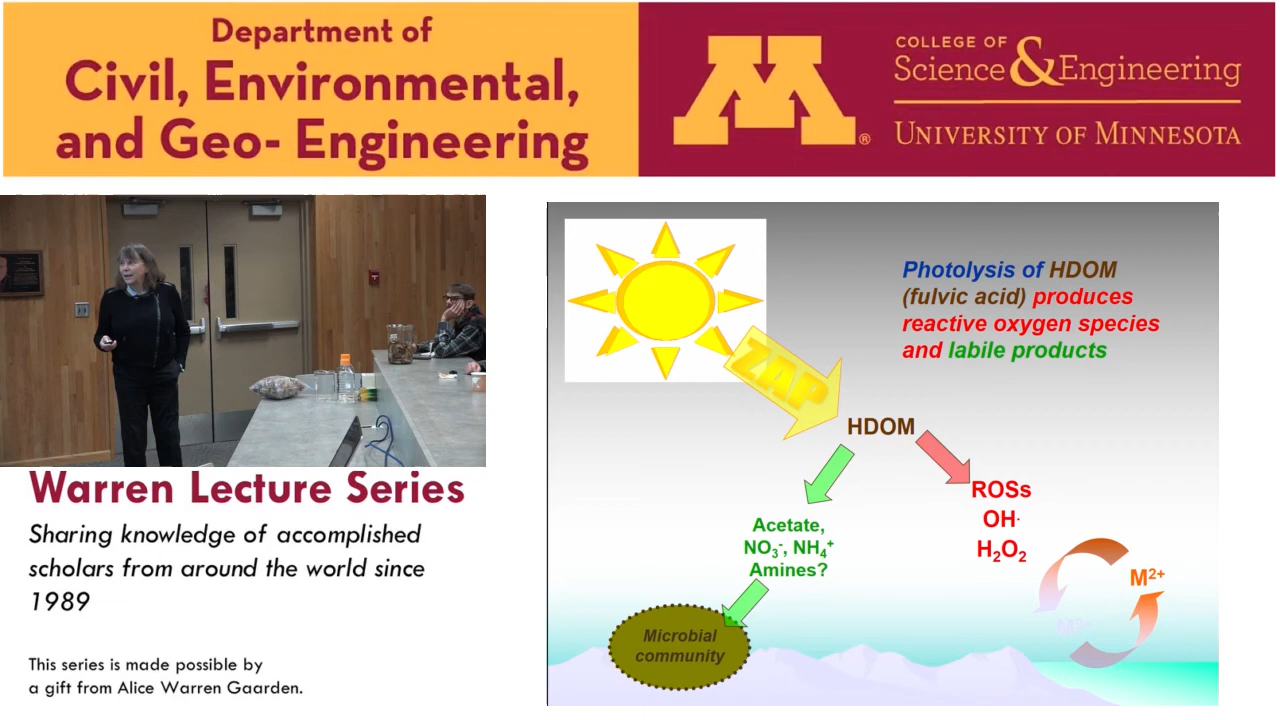 Department of
Civil, Environmental,
and Geo- Engineering
M®
COLLEGE OF
Science & Engineering
UNIVERSITY OF MINNESOTA
Warren Lecture Series
Sharing knowledge of accomplished
scholars from around the world since
1989
This series is made possible by
a gift from Alice Warren Gaarden.
Photolysis of HDOM
(fulvic acid) produces
reactive oxygen species
and labile products
ZAP
HDOM
ROSs
OH·
H₂O₂
Acetate,
NO₃⁻, NH₄⁺
Amines?
M²⁺
Microbial
community